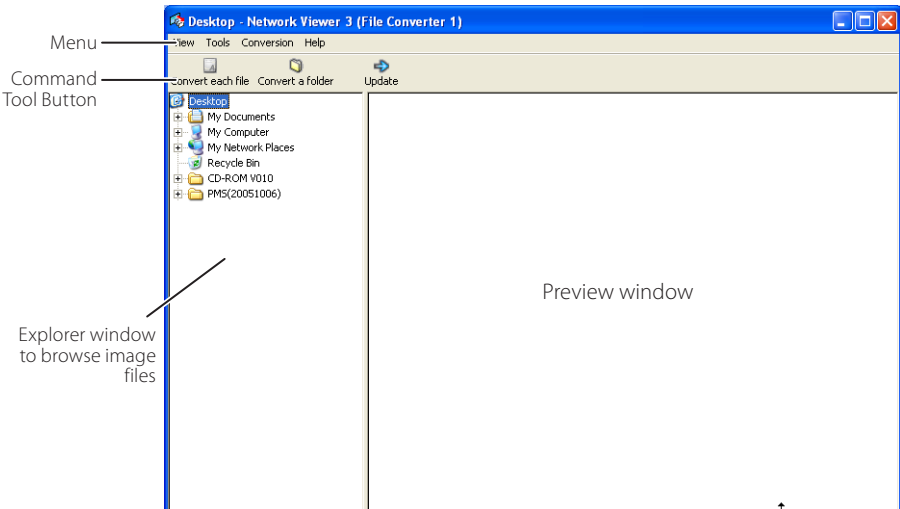 Desktop - Network Viewer 3 (File Converter 1)
Menu
View Tools Conversion Help
Command
Tool Button
Convert each file Convert a folder Update
Desktop
My Documents
My Computer
My Network Places
Recycle Bin
CD-ROM V010
PMS(20051006)
Preview window
Explorer window
to browse image
files